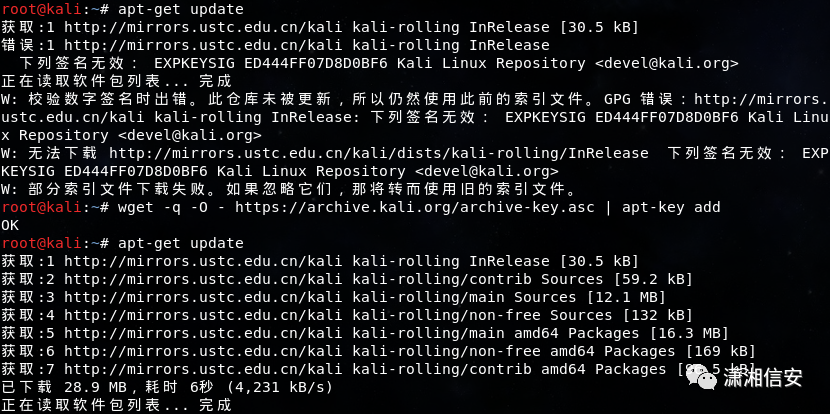 root@kali:~# apt-get update
获取:1 http://mirrors.ustc.edu.cn/kali kali-rolling InRelease [30.5 kB]
错误:1 http://mirrors.ustc.edu.cn/kali kali-rolling InRelease
下列签名无效： EXPKEYSIG ED444FF07D8D0BF6 Kali Linux Repository <devel@kali.org>
正在读取软件包列表... 完成
W: 校验数字签名时出错。此仓库未被更新，所以仍然使用此前的索引文件。GPG 错误：http://mirrors.
ustc.edu.cn/kali kali-rolling InRelease: 下列签名无效： EXPKEYSIG ED444FF07D8D0BF6 Kali Linu
x Repository <devel@kali.org>
W: 无法下载 http://mirrors.ustc.edu.cn/kali/dists/kali-rolling/InRelease 下列签名无效： EXP
KEYSIG ED444FF07D8D0BF6 Kali Linux Repository <devel@kali.org>
W: 部分索引文件下载失败。如果忽略它们，那将转而使用旧的索引文件。
root@kali:~# wget -q -O - https://archive.kali.org/archive-key.asc | apt-key add
OK
root@kali:~# apt-get update
获取:1 http://mirrors.ustc.edu.cn/kali kali-rolling InRelease [30.5 kB]
获取:2 http://mirrors.ustc.edu.cn/kali kali-rolling/contrib Sources [59.2 kB]
获取:3 http://mirrors.ustc.edu.cn/kali kali-rolling/main Sources [12.1 MB]
获取:4 http://mirrors.ustc.edu.cn/kali kali-rolling/non-free Sources [132 kB]
获取:5 http://mirrors.ustc.edu.cn/kali kali-rolling/main amd64 Packages [16.3 MB]
获取:6 http://mirrors.ustc.edu.cn/kali kali-rolling/non-free amd64 Packages [169 kB]
获取:7 http://mirrors.ustc.edu.cn/kali kali-rolling/contrib amd64 Packages kB]
已下载 28.9 MB，耗时 6秒 (4,231 kB/s)
潇湘信安
正在读取软件包列表... 完成